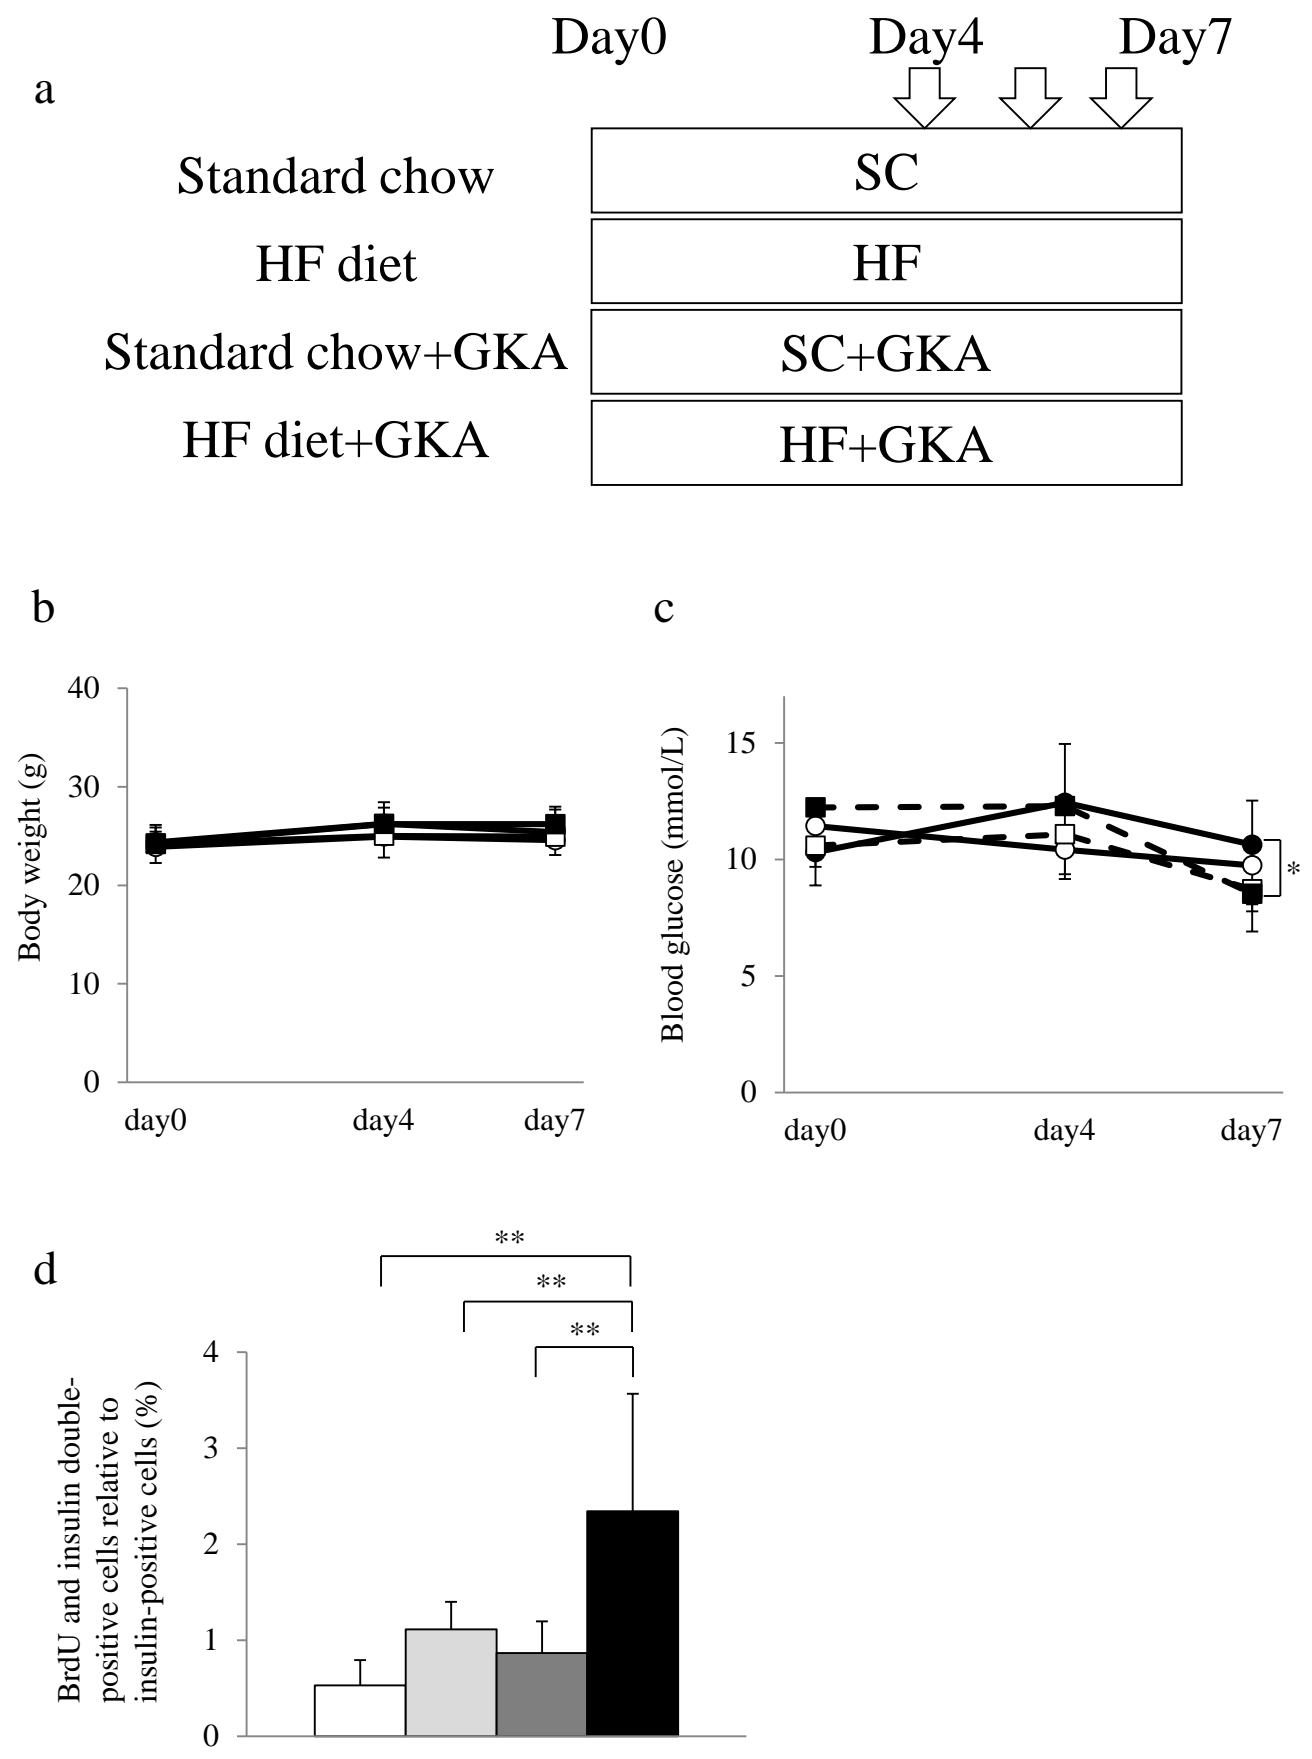 Day0 Day4 Day7
a
Standard chow SC
HF diet HF
Standard chow+GKA SC+GKA
HF diet+GKA HF+GKA
b
Body weight (g)
40
30
20
10
0
day0 day4 day7
c
Blood glucose (mmol/L)
15
10
5
0
*
day0 day4 day7
d
**
**
**
BrdU and insulin double-
positive cells relative to
insulin-positive cells (%)
4
3
2
1
0